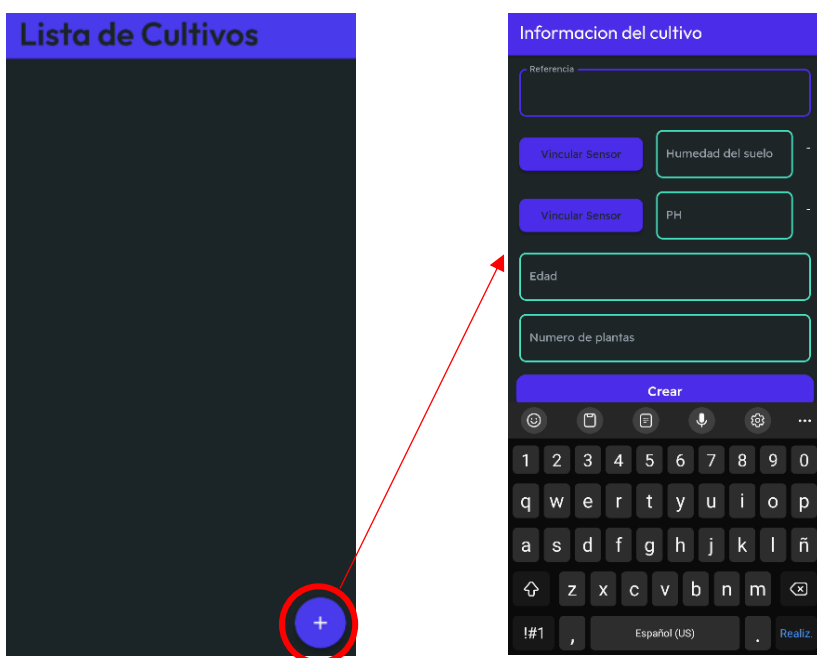 Lista de Cultivos
+
Informacion del cultivo
Referencia
Vincular Sensor Humedad del suelo -
Vincular Sensor PH -
Edad
Numero de plantas
Crear
1 2 3 4 5 6 7 8 9 0
q w e r t y u i o p
a s d f g h j k l ñ
z x c v b n m
!#1 , Español (US) . Realiz.